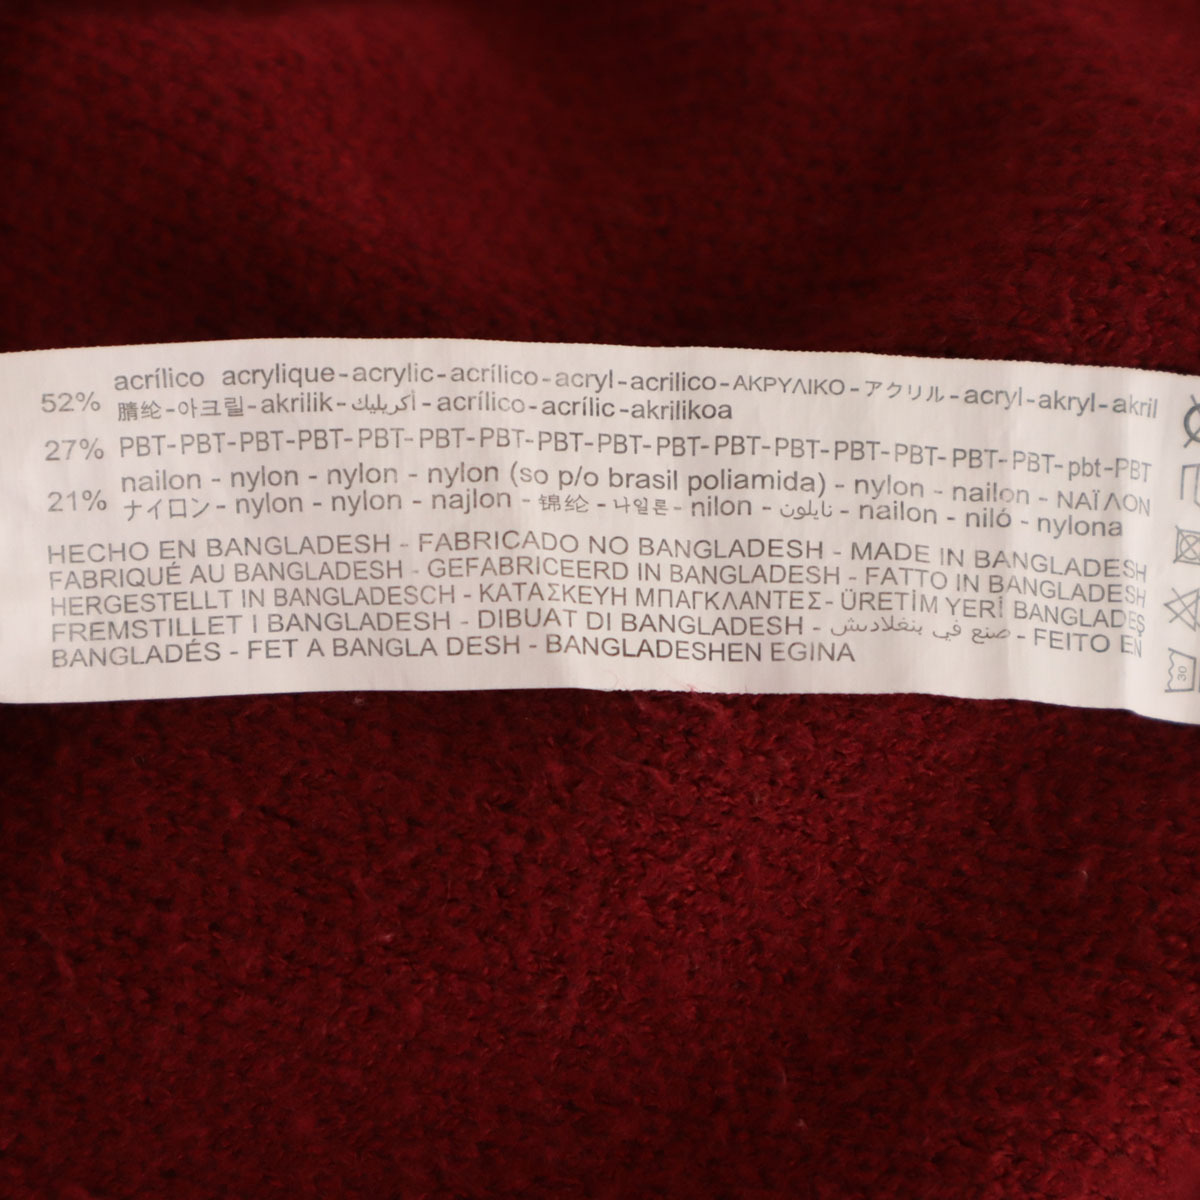 52% acrílico acrylique-acrylic-acrílico-acryl-acrilico-ΑΚΡΥΛΙΚΟ-アクリル-acryl-akryl-akril
腈纶-아크릴-akrilik-أكريليك-acrílico-acrílic-akrilikoa
27% PBT-PBT-PBT-PBT-PBT-PBT-PBT-PBT-PBT-PBT-PBT-PBT-PBT-PBT-PBT-PBT-pbt-PBT
nailon - nylon - nylon - nylon (so p/o brasil poliamida) - nylon - nailon - ΝΑΪΛΟΝ
21% ナイロン - nylon - nylon - najlon - 锦纶 - 나일론 - nilon - نايلون - nailon - niló - nylona
HECHO EN BANGLADESH - FABRICADO NO BANGLADESH - MADE IN BANGLADESH
FABRIQUÉ AU BANGLADESH - GEFABRICEERD IN BANGLADESH - FATTO IN BANGLADESH
HERGESTELLT IN BANGLADESCH - ΚΑΤΑΣΚΕΥΗ ΜΠΑΓΚΛΑΝΤΕΣ- ÜRETİM YERİ BANGLADEŞ
FREMSTILLET I BANGLADESH - DIBUAT DI BANGLADESH - صنع في بنغلاديش - FEITO EN
BANGLADÉS - FET A BANGLA DESH - BANGLADESHEN EGINA
30